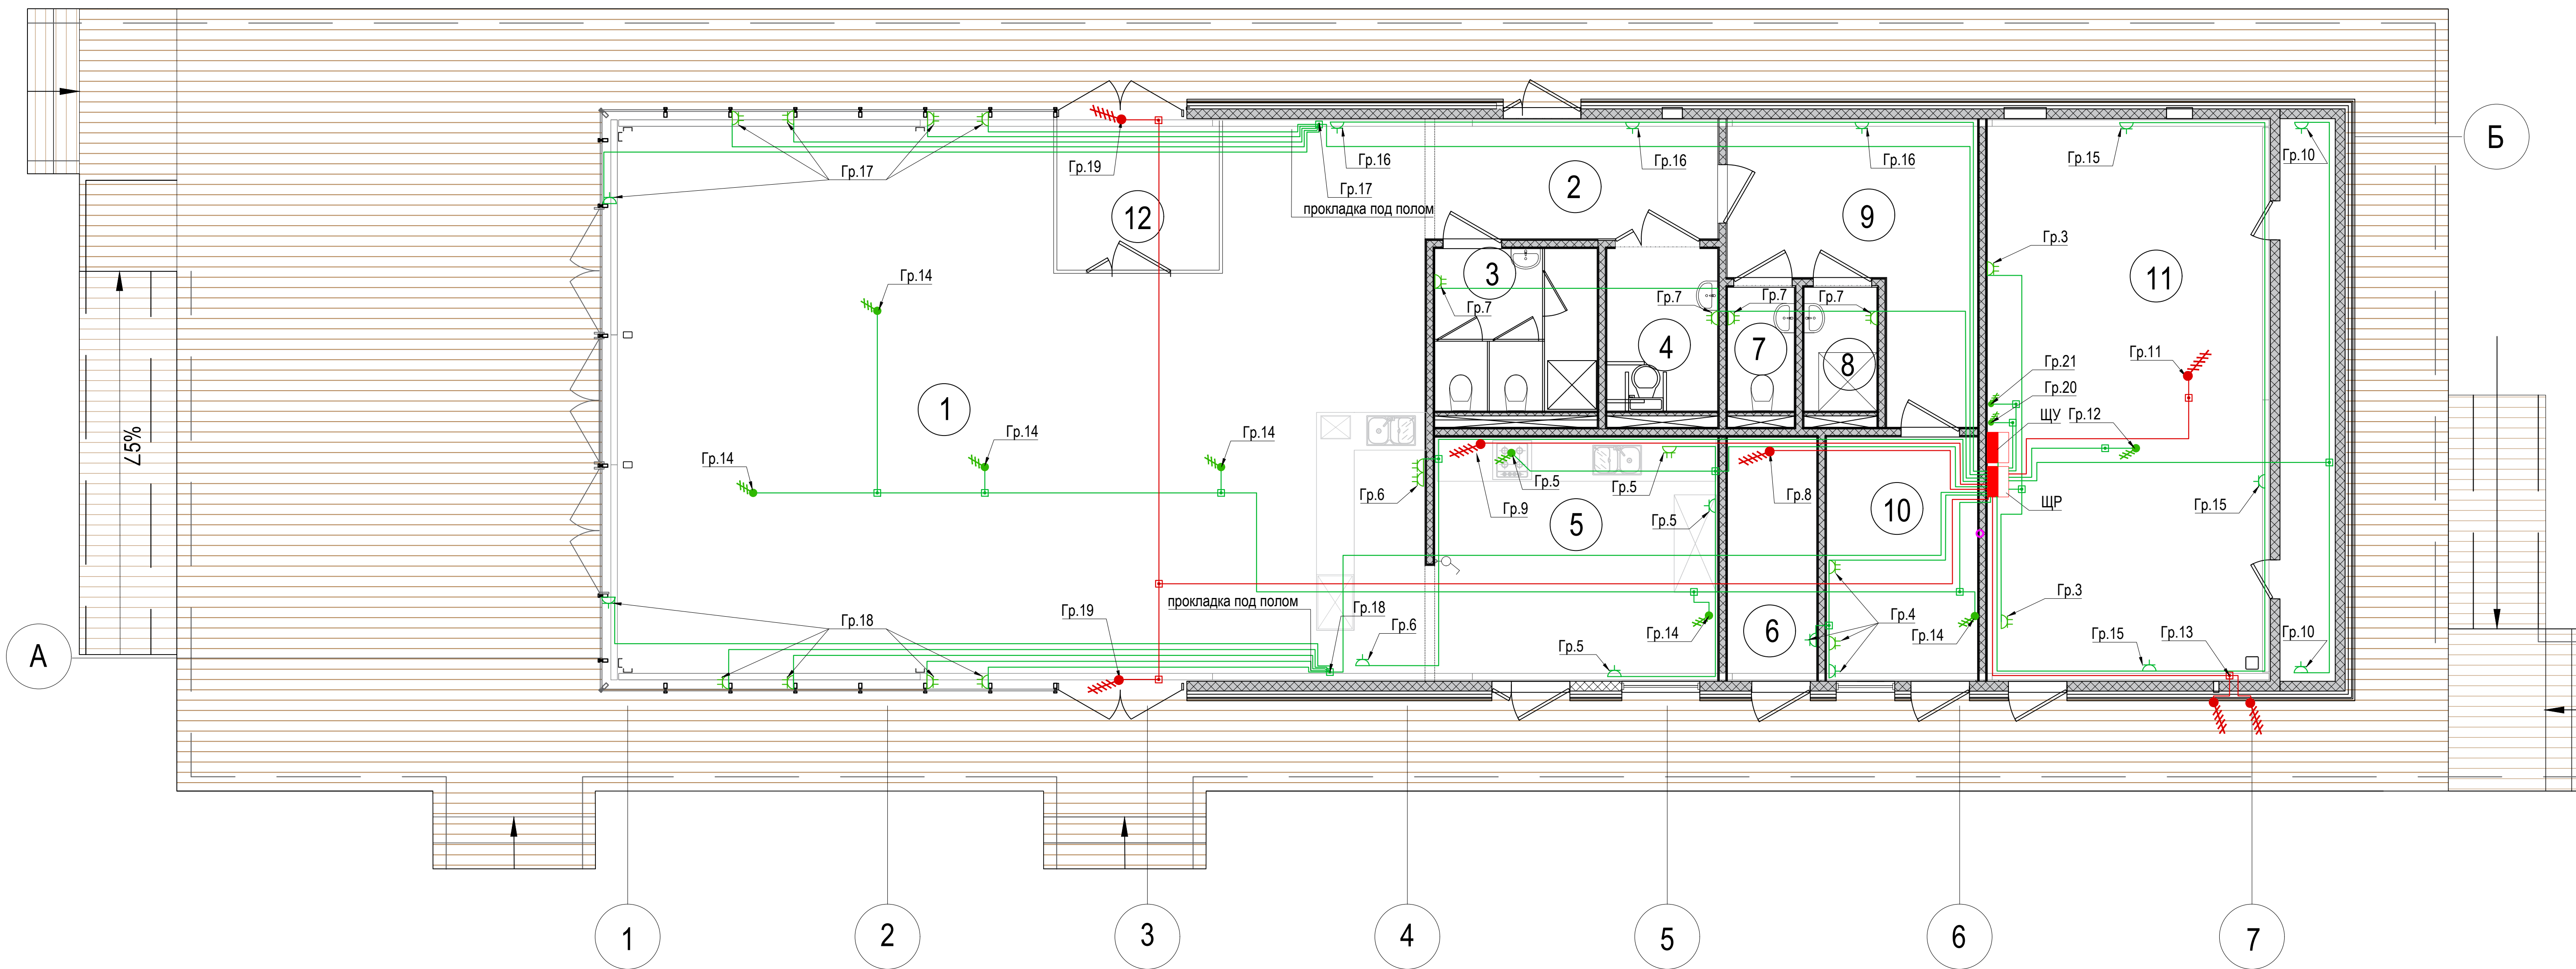 Б
Гр.19
Гр.17
Гр.16
Гр.16
Гр.16
Гр.15
Гр.10
Гр.17
прокладка под полом
2
12
9
Гр.3
Гр.14
3
Гр.7
Гр.7
Гр.7
Гр.7
11
4
7
8
Гр.11
Гр.21
Гр.20
ЩУ
Гр.12
1
≤5%
Гр.14
Гр.14
Гр.14
Гр.6
Гр.5
Гр.5
Гр.9
Гр.8
Гр.5
5
10
ЩР
Гр.15
А
Гр.18
Гр.19
прокладка под полом
Гр.18
Гр.6
Гр.5
Гр.14
6
Гр.4
Гр.14
Гр.3
Гр.15
Гр.13
Гр.10
1
2
3
4
5
6
7